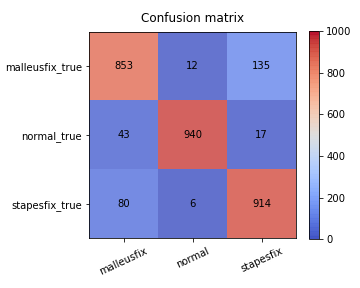 Confusion matrix
malleusfix_true 853 12 135
normal_true 43 940 17
stapesfix_true 80 6 914
malleusfix normal stapesfix
1000
800
600
400
200
0